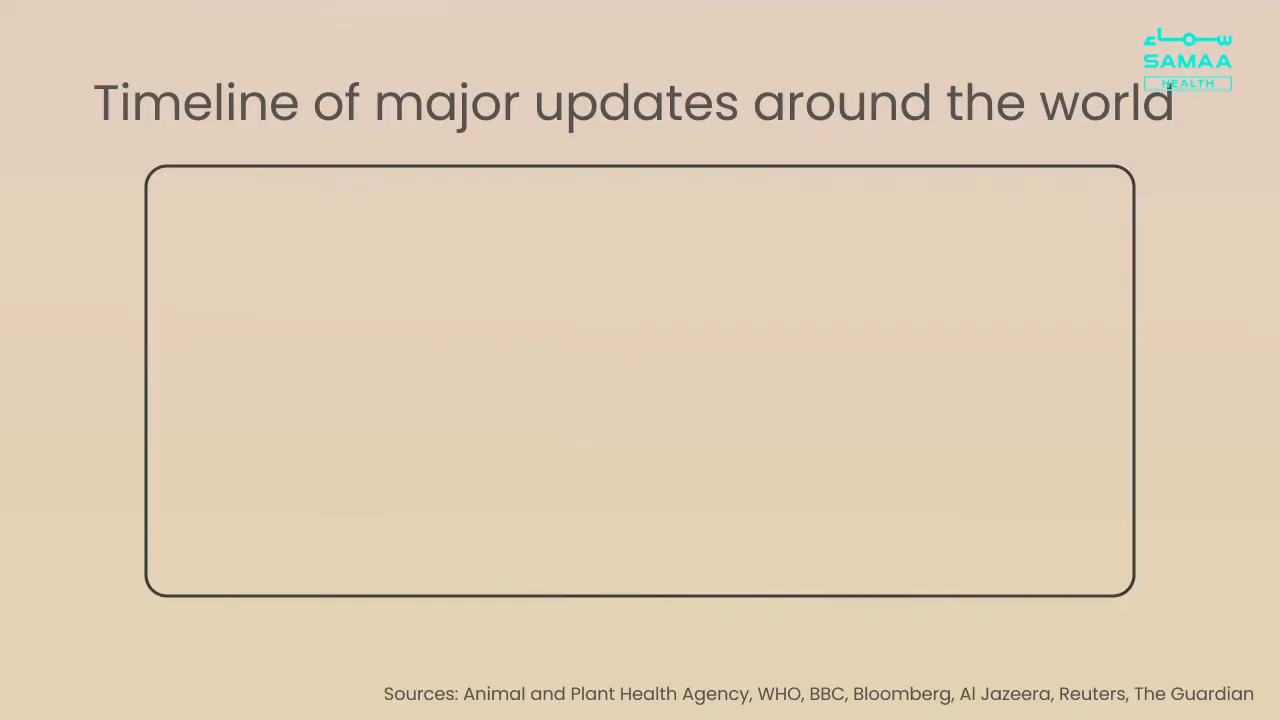 سماء
SAMAA
HEALTH
Timeline of major updates around the world
Sources: Animal and Plant Health Agency, WHO, BBC, Bloomberg, Al Jazeera, Reuters, The Guardian